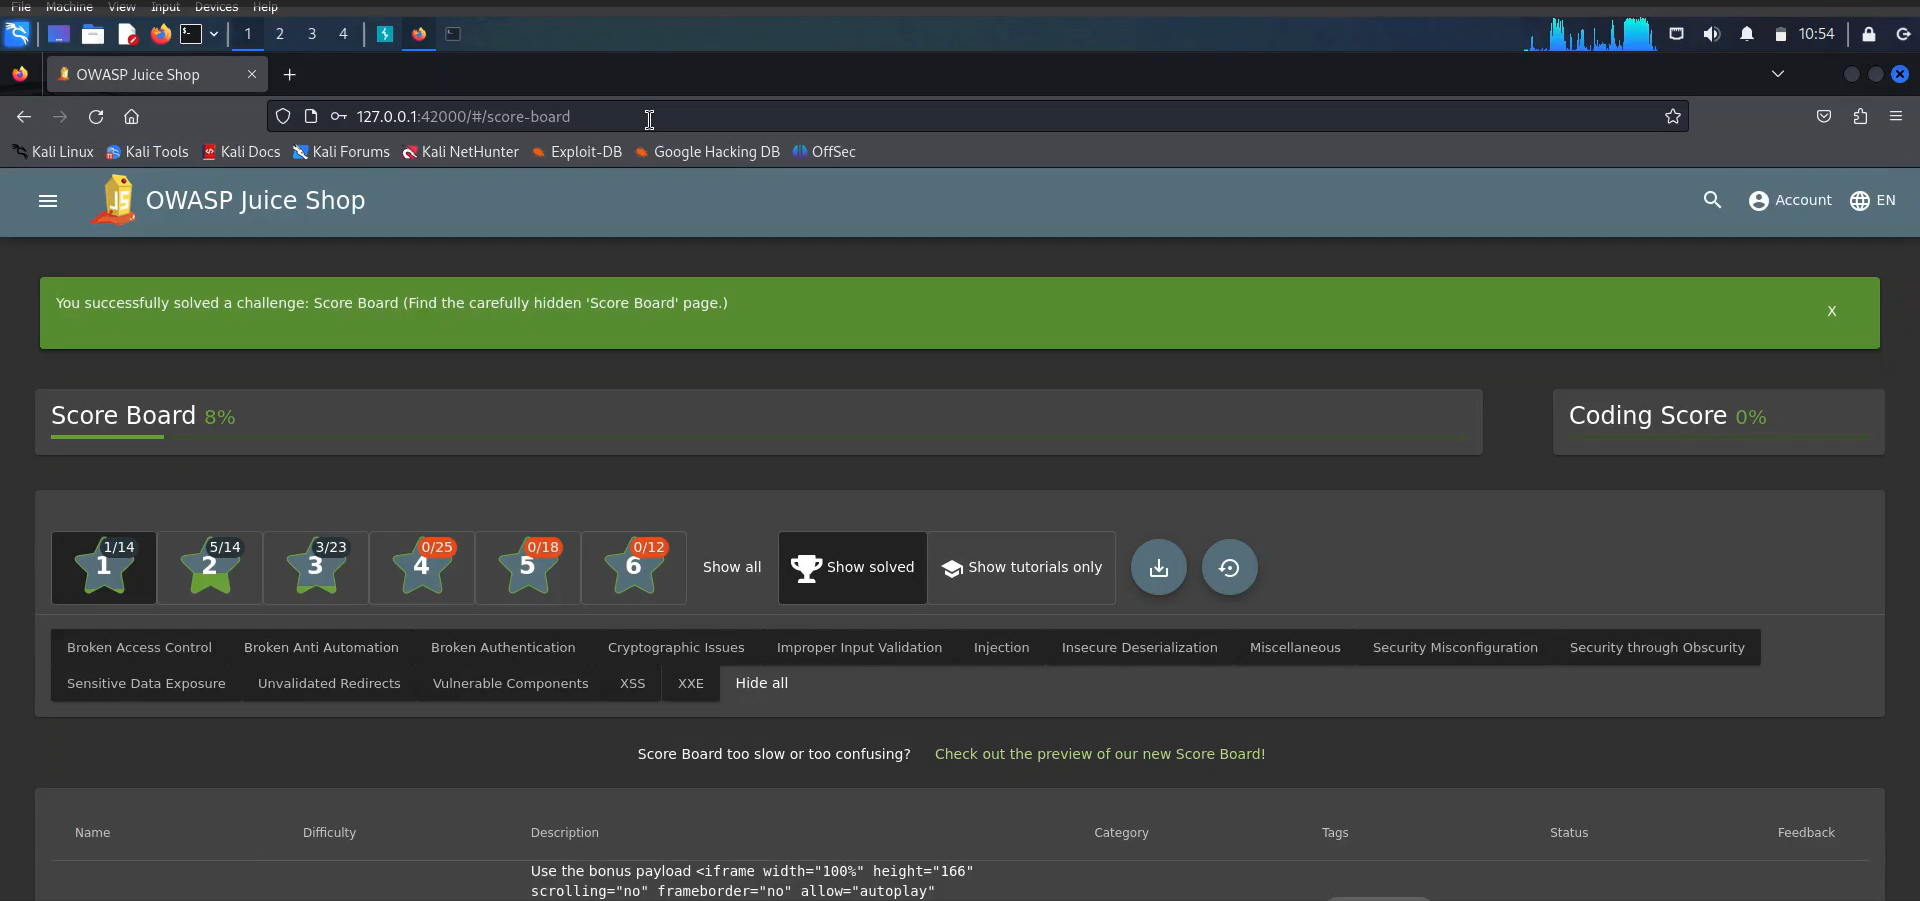 File Machine View Input Devices Help
1 2 3 4 10:54
OWASP Juice Shop
127.0.0.1:42000/#/score-board
Kali Linux Kali Tools Kali Docs Kali Forums Kali NetHunter Exploit-DB Google Hacking DB OffSec
JS OWASP Juice Shop Account EN
You successfully solved a challenge: Score Board (Find the carefully hidden 'Score Board' page.)
X
Score Board 8% Coding Score 0%
1/14 5/14 3/23 0/25 0/18 0/12
1 2 3 4 5 6 Show all Show solved Show tutorials only
Broken Access Control Broken Anti Automation Broken Authentication Cryptographic Issues Improper Input Validation Injection Insecure Deserialization Miscellaneous Security Misconfiguration Security through Obscurity
Sensitive Data Exposure Unvalidated Redirects Vulnerable Components XSS XXE Hide all
Score Board too slow or too confusing? Check out the preview of our new Score Board!
Name Difficulty Description Category Tags Status Feedback
Use the bonus payload <iframe width="100%" height="166"
scrolling="no" frameborder="no" allow="autoplay"